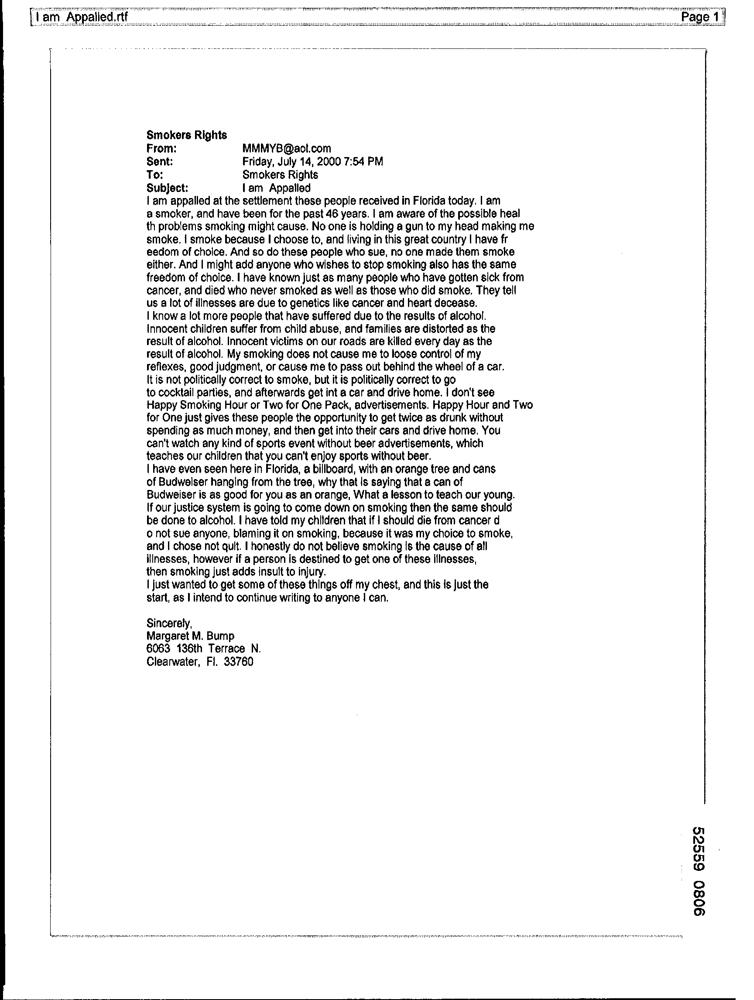 I am Appalled.rtf
Page 1
Smokers Rights
From: MMMYB@aol.com
Sent: Friday, July 14, 2000 7:54 PM
To: Smokers Rights
Subject: I am Appalled
I am appalled at the settlement these people received in Florida today. I am
a smoker, and have been for the past 46 years. I am aware of the possible heal
th problems smoking might cause. No one is holding a gun to my head making me
smoke. I smoke because I choose to, and living in this great country I have fr
eedom of choice. And so do these people who sue, no one made them smoke
either. And I might add anyone who wishes to stop smoking also has the same
freedom of choice. I have known just as many people who have gotten sick from
cancer, and died who never smoked as well as those who did smoke. They tell
us a lot of illnesses are due to genetics like cancer and heart decease.
I know a lot more people that have suffered due to the results of alcohol.
Innocent children suffer from child abuse, and families are distorted as the
result of alcohol. Innocent victims on our roads are killed every day as the
result of alcohol. My smoking does not cause me to loose control of my
reflexes, good judgment, or cause me to pass out behind the wheel of a car.
It is not politically correct to smoke, but it is politically correct to go
to cocktail parties, and afterwards get int a car and drive home. I don't see
Happy Smoking Hour or Two for One Pack, advertisements. Happy Hour and Two
for One just gives these people the opportunity to get twice as drunk without
spending as much money, and then get into their cars and drive home. You
can't watch any kind of sports event without beer advertisements, which
teaches our children that you can't enjoy sports without beer.
I have even seen here in Florida, a billboard, with an orange tree and cans
of Budweiser hanging from the tree, why that is saying that a can of
Budweiser is as good for you as an orange, What a lesson to teach our young.
If our justice system is going to come down on smoking then the same should
be done to alcohol. I have told my children that if I should die from cancer d
o not sue anyone, blaming it on smoking, because it was my choice to smoke,
and I chose not quit. I honestly do not believe smoking is the cause of all
illnesses, however if a person is destined to get one of these illnesses,
then smoking just adds insult to injury.
I just wanted to get some of these things off my chest, and this is just the
start, as I intend to continue writing to anyone I can.
Sincerely,
Margaret M. Bump
6063 136th Terrace N.
Clearwater, Fl. 33760
52559 0806